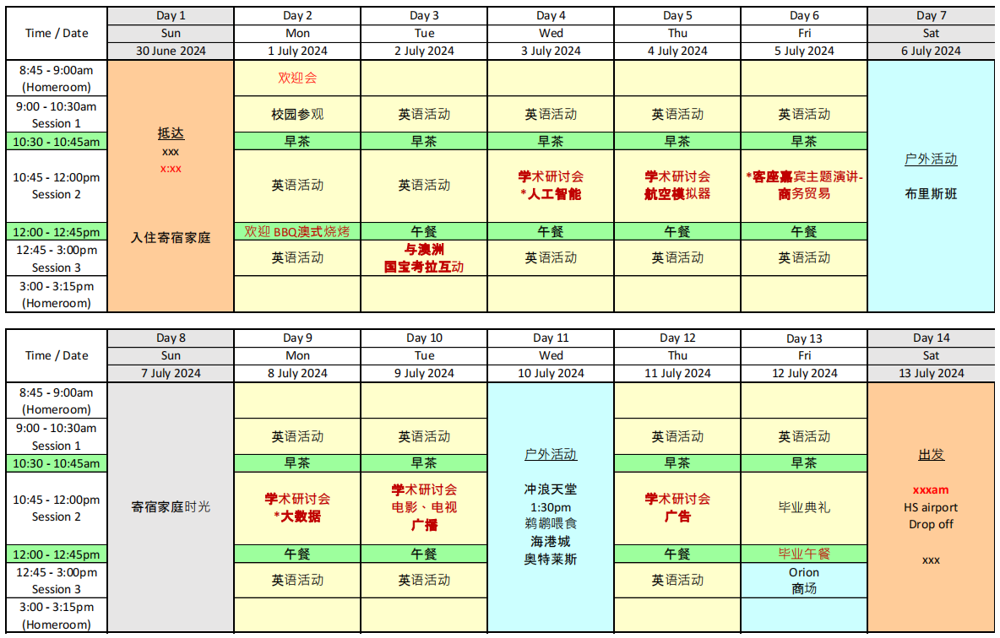 Time / Date
Day 1 Day 2 Day 3 Day 4 Day 5 Day 6 Day 7
Sun Mon Tue Wed Thu Fri Sat
30 June 2024 1 July 2024 2 July 2024 3 July 2024 4 July 2024 5 July 2024 6 July 2024
8:45 - 9:00am
(Homeroom)
欢迎会
9:00 - 10:30am
Session 1
校园参观 英语活动 英语活动 英语活动 英语活动
抵达
xxx
x:xx
入住寄宿家庭
10:30 - 10:45am 早茶 早茶 早茶 早茶 早茶
10:45 - 12:00pm
Session 2
英语活动 英语活动
学术研讨会
*人工智能
学术研讨会
航空模拟器
*客座嘉宾主题演讲-
商务贸易
户外活动
布里斯班
12:00 - 12:45pm 欢迎 BBQ澳式烧烤 午餐 午餐 午餐 午餐
12:45 - 3:00pm
Session 3
英语活动
与澳洲
国宝考拉互动
英语活动 英语活动 英语活动
3:00 - 3:15pm
(Homeroom)
Time / Date
Day 8 Day 9 Day 10 Day 11 Day 12 Day 13 Day 14
Sun Mon Tue Wed Thu Fri Sat
7 July 2024 8 July 2024 9 July 2024 10 July 2024 11 July 2024 12 July 2024 13 July 2024
8:45 - 9:00am
(Homeroom)
9:00 - 10:30am
Session 1
英语活动 英语活动 英语活动 英语活动
10:30 - 10:45am 早茶 早茶 早茶 早茶
10:45 - 12:00pm
Session 2
寄宿家庭时光
学术研讨会
*大数据
学术研讨会
电影、电视
广播
户外活动
冲浪天堂
1:30pm
鹈鹕喂食
海港城
奥特莱斯
学术研讨会
广告
毕业典礼
出发
xxxam
HS airport
Drop off
xxx
12:00 - 12:45pm 午餐 午餐 午餐 毕业午餐
12:45 - 3:00pm
Session 3
英语活动 英语活动 英语活动
Orion
商场
3:00 - 3:15pm
(Homeroom)